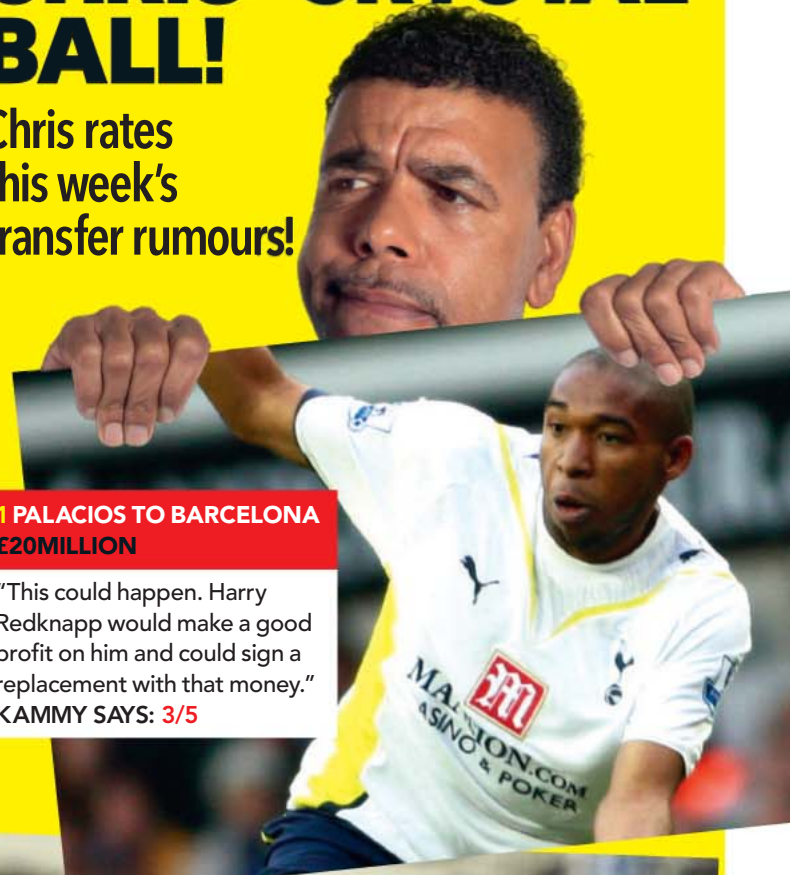 BALL!
Chris rates
his week's
ransfer rumours!
1 PALACIOS TO BARCELONA
£20MILLION
"This could happen. Harry
Redknapp would make a good
profit on him and could sign a
replacement with that money."
KAMMY SAYS: 3/5
M
ASINO & POKER